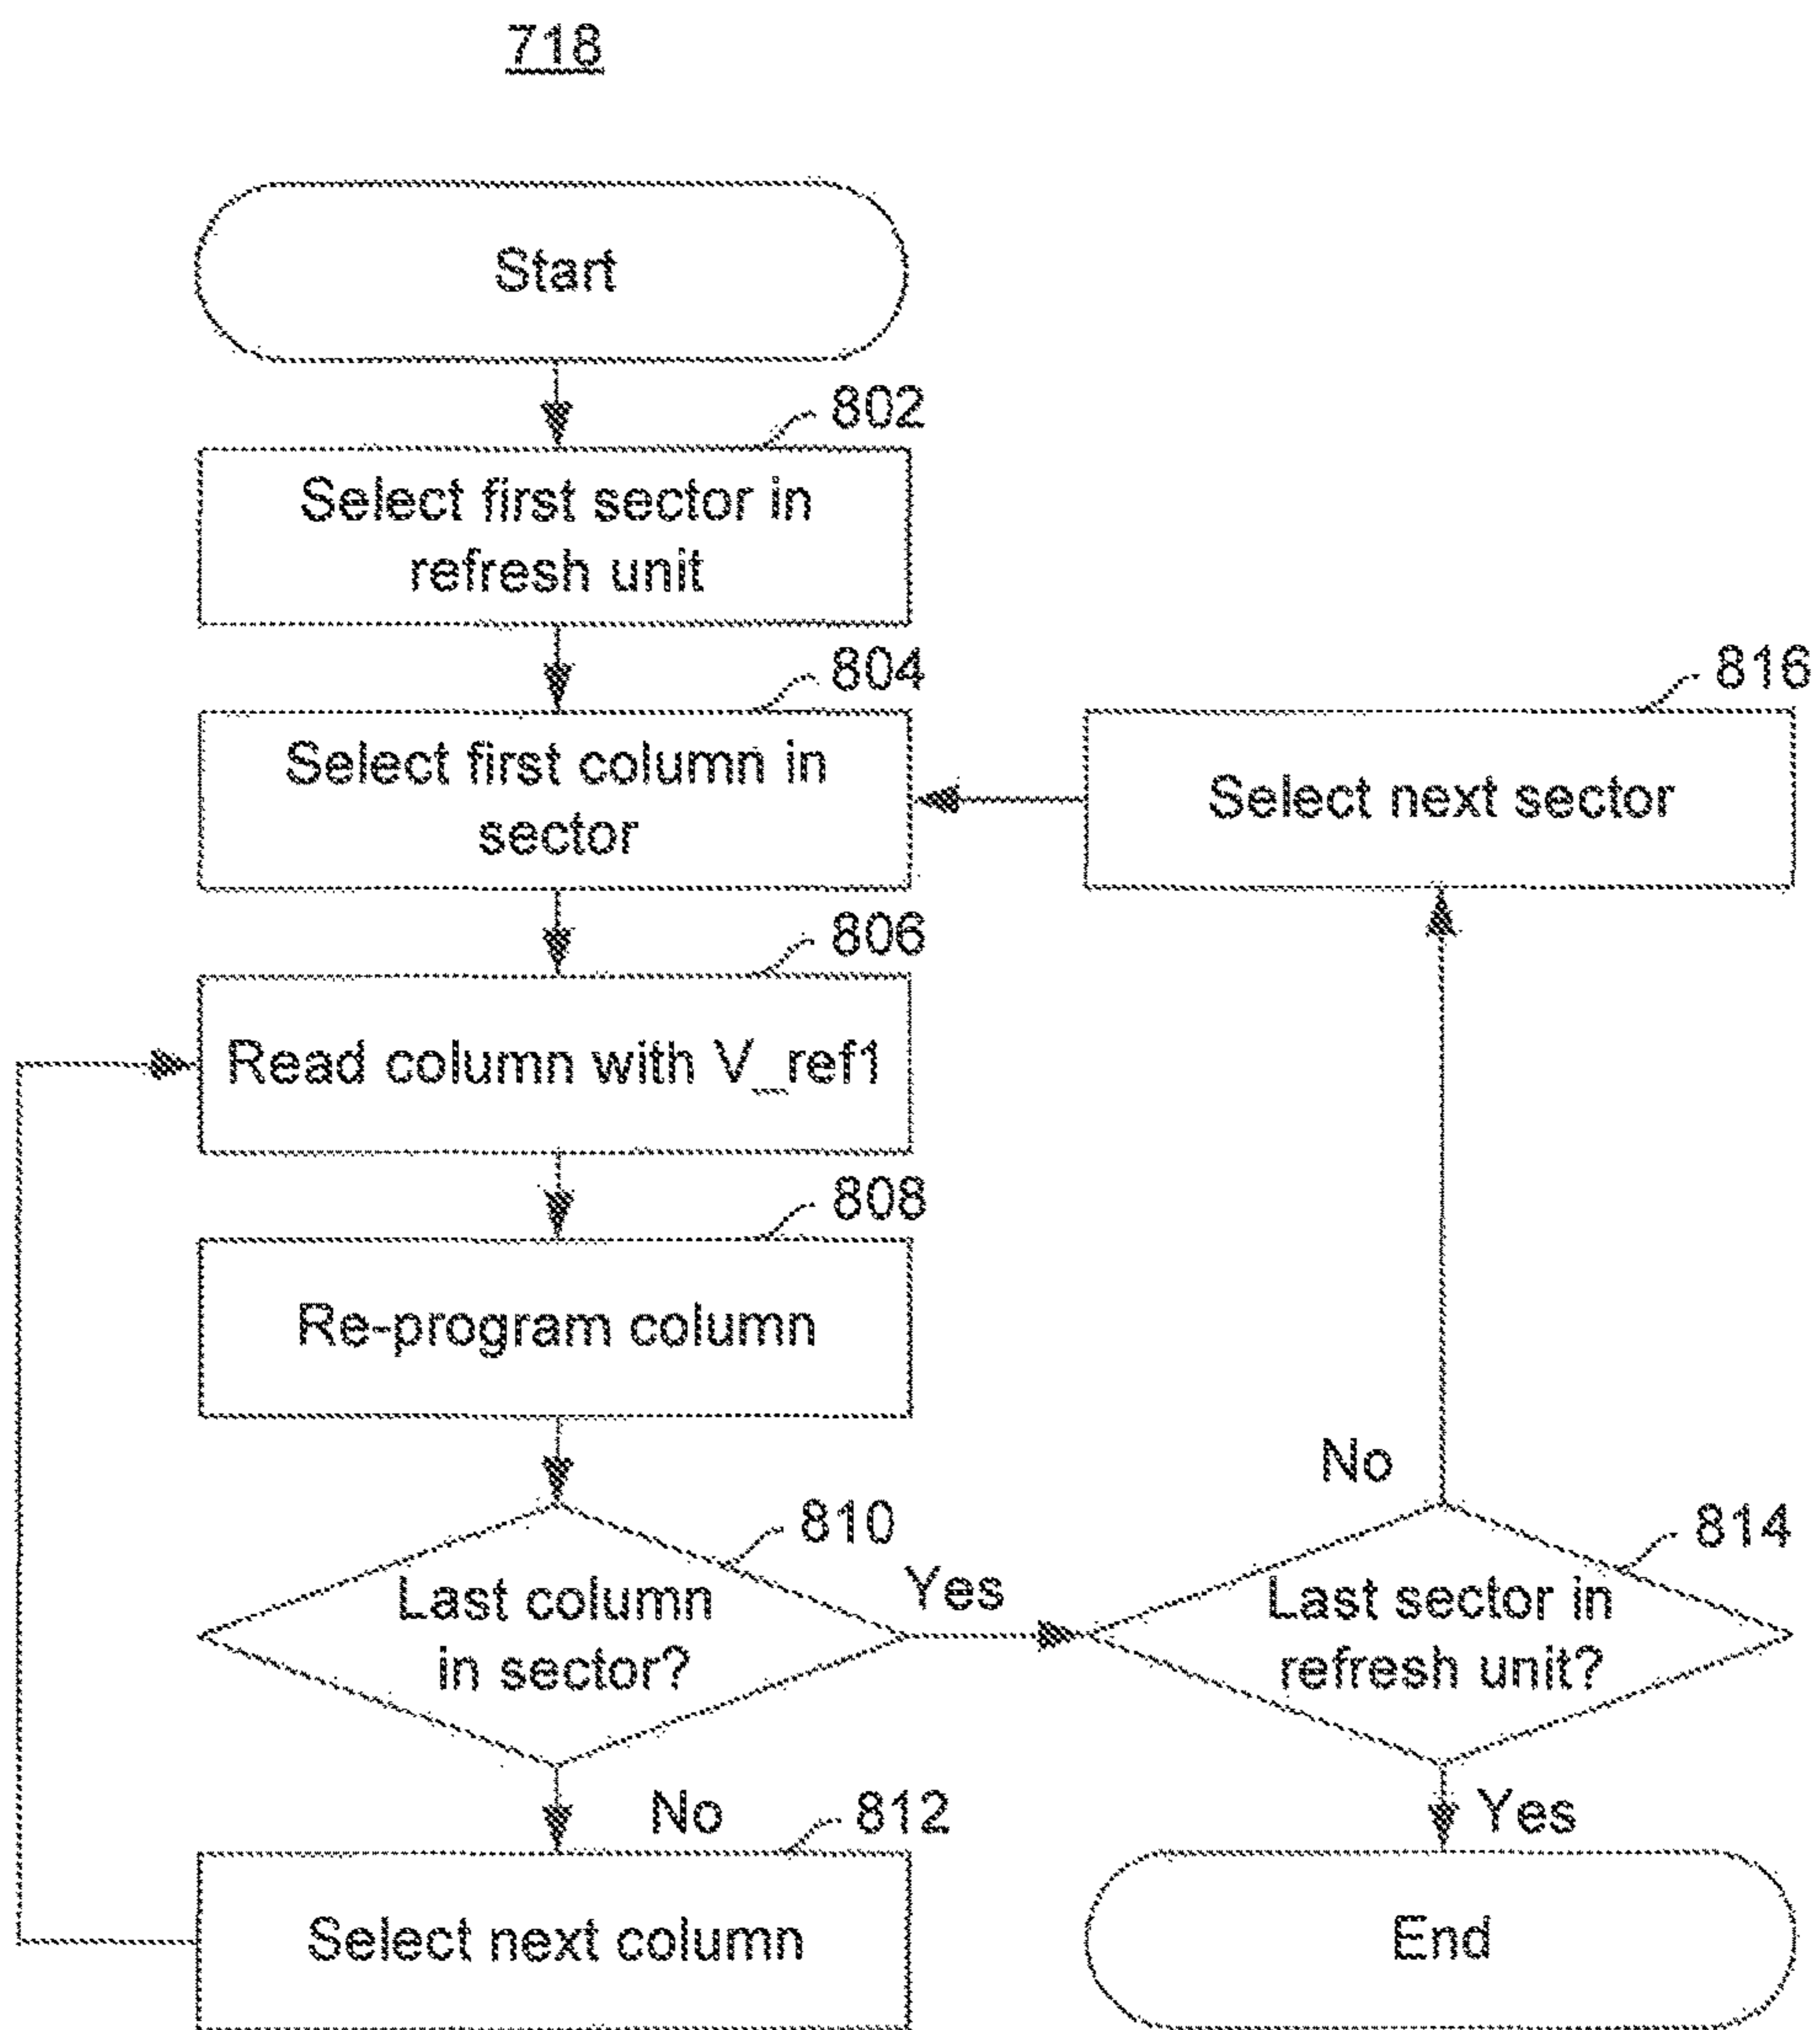 718
Start
802
Select first sector in
refresh unit
804
Select first column in
sector
816
Select next sector
806
Read column with V_ref1
808
Re-program column
810
Last column
in sector?
Yes
No
814
Last sector in
refresh unit?
No
812
Select next column
Yes
End